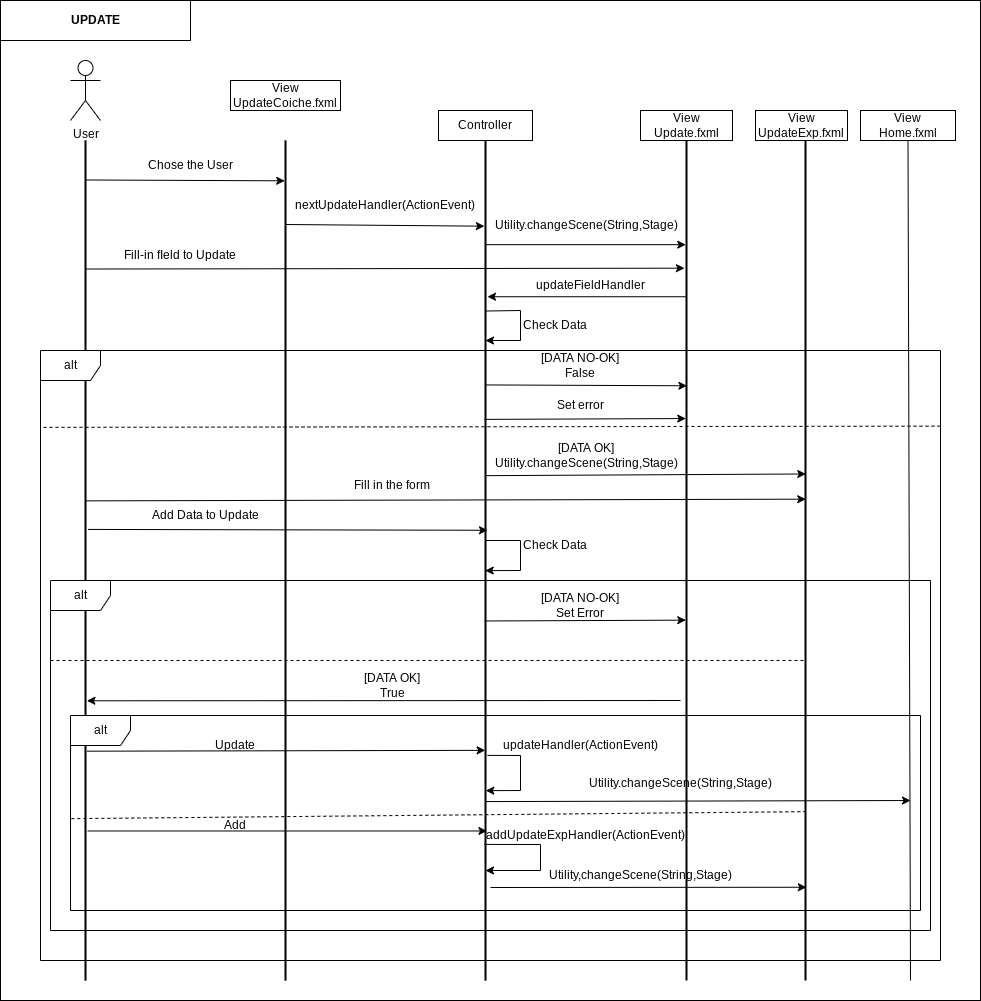 UPDATE
User
View
UpdateCoiche.fxml
Controller
View
Update.fxml
View
UpdateExp.fxml
View
Home.fxml
Chose the User
nextUpdateHandler(ActionEvent)
Utility.changeScene(String,Stage)
Fill-in fleld to Update
updateFieldHandler
Check Data
alt
[DATA NO-OK]
False
Set error
[DATA OK]
Utility.changeScene(String,Stage)
Fill in the form
Add Data to Update
Check Data
alt
[DATA NO-OK]
Set Error
[DATA OK]
True
alt
Update
updateHandler(ActionEvent)
Utility.changeScene(String,Stage)
Add
addUpdateExpHandler(ActionEvent)
Utility,changeScene(String,Stage)